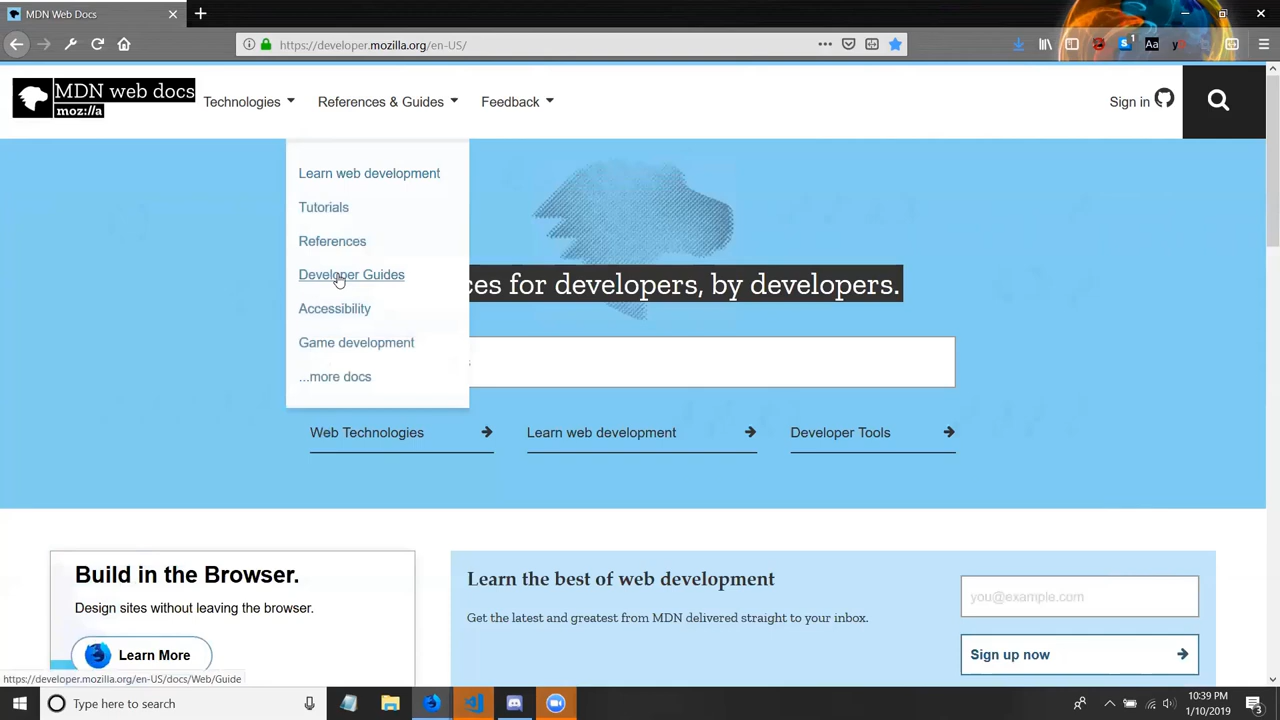 MDN Web Docs
https://developer.mozilla.org/en-US/
MDN web docs
moz://a
Technologies
References & Guides
Feedback
Sign in
Learn web development
Tutorials
References
Developer Guides
Accessibility
Game development
...more docs
ces for developers, by developers.
Web Technologies
Learn web development
Developer Tools
Build in the Browser.
Design sites without leaving the browser.
Learn More
Learn the best of web development
Get the latest and greatest from MDN delivered straight to your inbox.
you@example.com
Sign up now
https://developer.mozilla.org/en-US/docs/Web/Guide
Type here to search
10:39 PM
1/10/2019